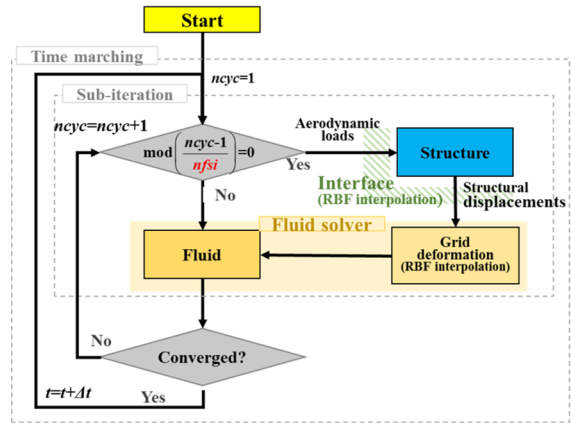 Start
Time marching
ncyc=1
Sub-iteration
ncyc=ncyc+1
Aerodynamic
loads
mod(ncyc-1/nfsi)=0
Yes
Structure
No
Interface
(RBF interpolation)
Structural
displacements
Fluid solver
Fluid
Grid
deformation
(RBF interpolation)
No
Converged?
t=t+Δt
Yes